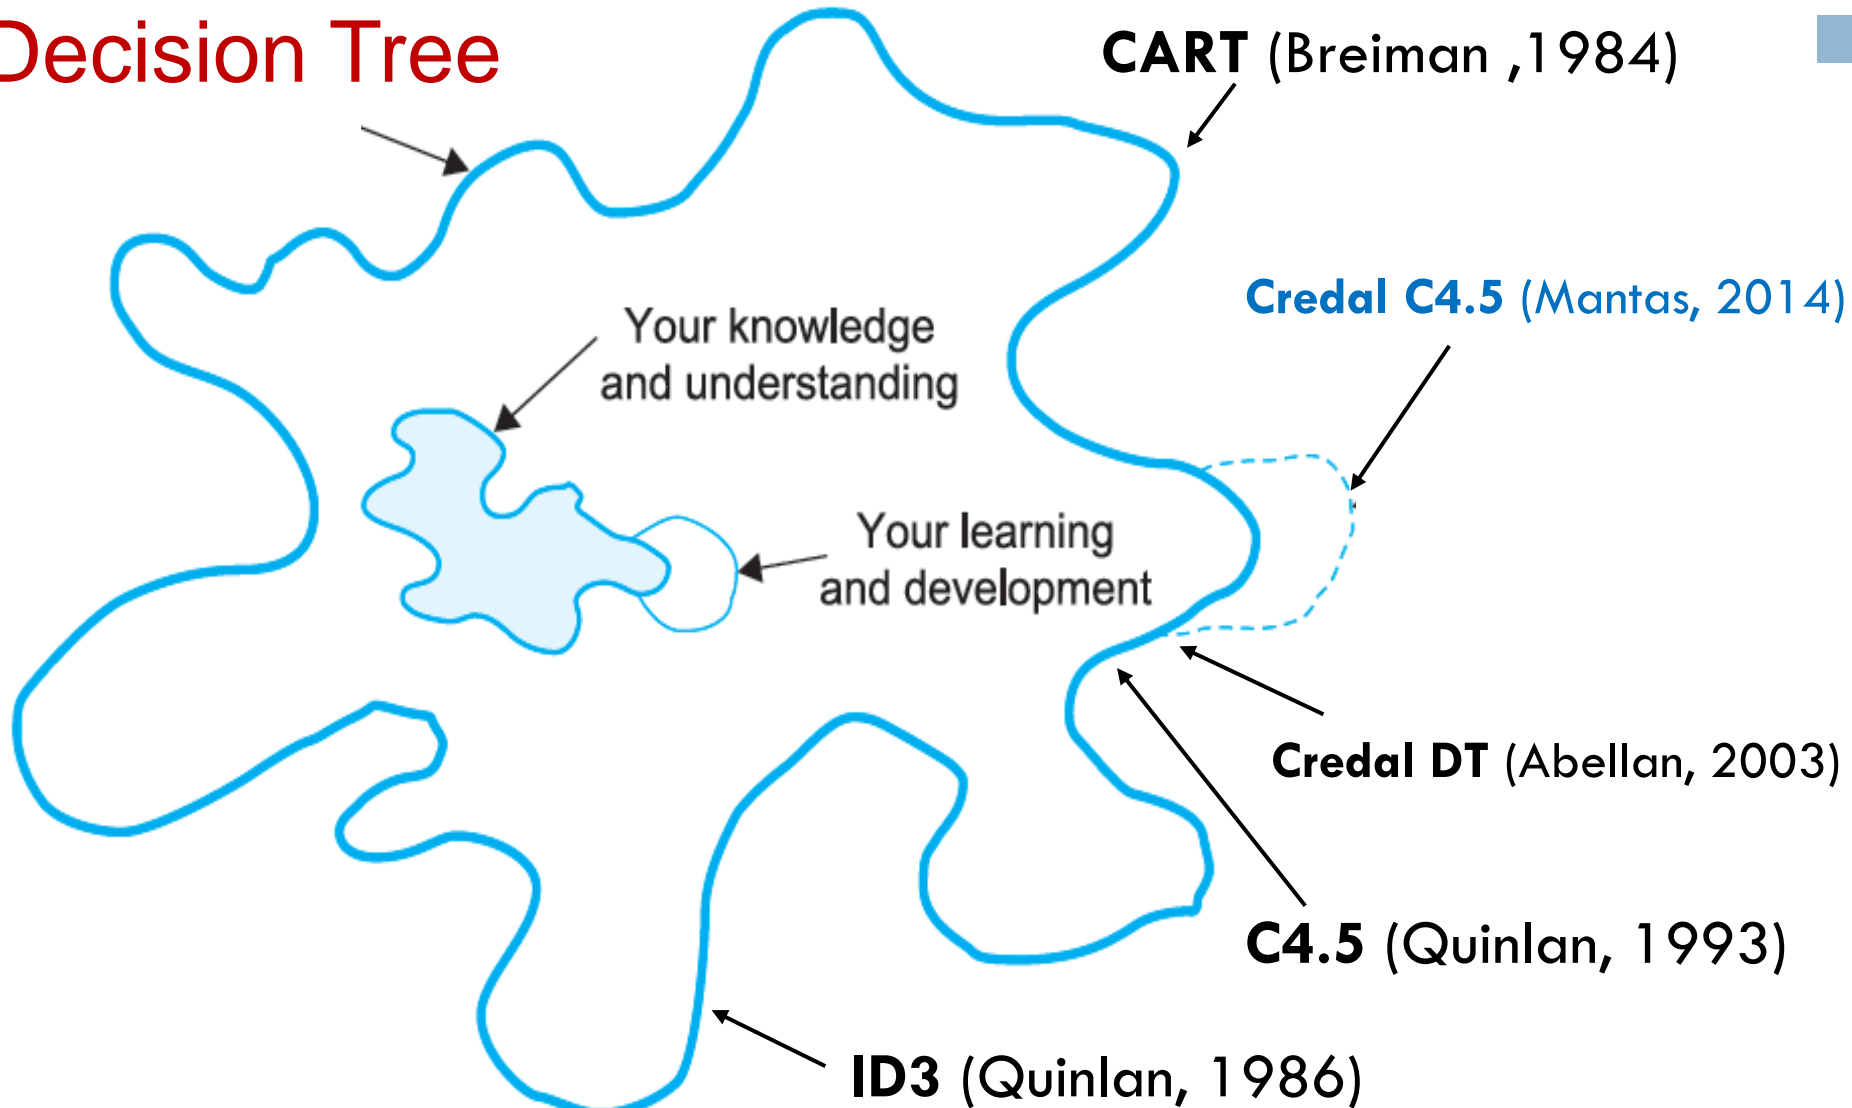 Decision Tree
CART (Breiman ,1984)
Credal C4.5 (Mantas, 2014)
Your knowledge
and understanding
Your learning
and development
Credal DT (Abellan, 2003)
C4.5 (Quinlan, 1993)
ID3 (Quinlan, 1986)